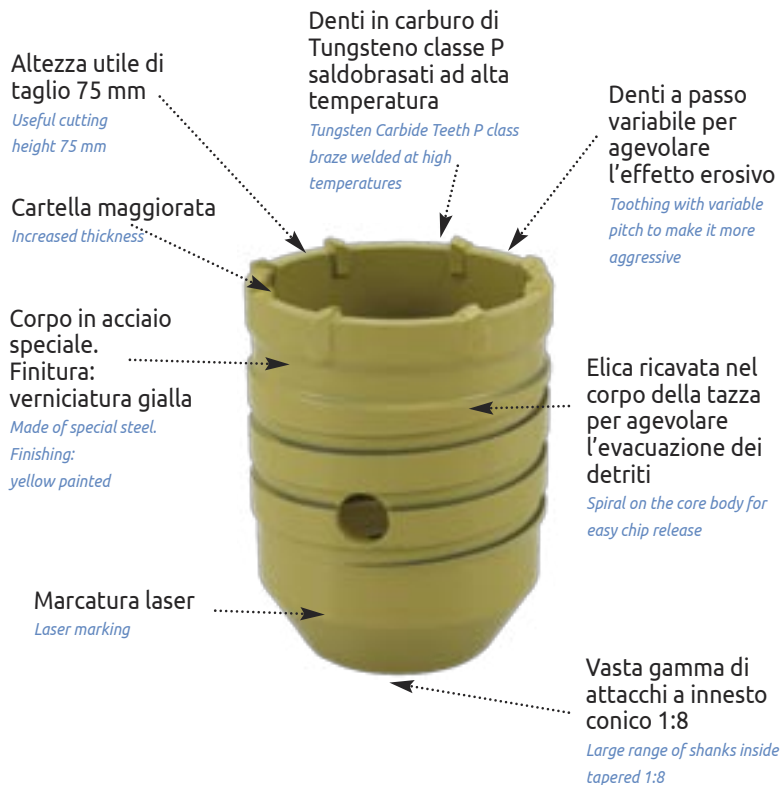 Altezza utile di
taglio 75 mm
Useful cutting
height 75 mm
Denti in carburo di
Tungsteno classe P
saldobrasati ad alta
temperatura
Tungsten Carbide Teeth P class
braze welded at high
temperatures
Denti a passo
variabile per
agevolare
l’effetto erosivo
Toothing with variable
pitch to make it more
aggressive
Cartella maggiorata
Increased thickness
Corpo in acciaio
speciale.
Finitura:
verniciatura gialla
Made of special steel.
Finishing:
yellow painted
Elica ricavata nel
corpo della tazza
per agevolare
l’evacuazione dei
detriti
Spiral on the core body for
easy chip release
Marcatura laser
Laser marking
Vasta gamma di
attacchi a innesto
conico 1:8
Large range of shanks inside
tapered 1:8